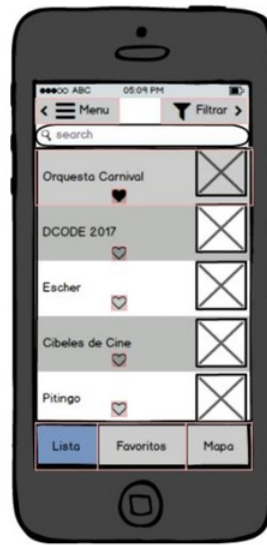 ABC 05:09 PM
Menu Filtrar
search
Orquesta Carnival
DCODE 2017
Escher
Cibeles de Cine
Pitingo
Lista Favoritos Mapa